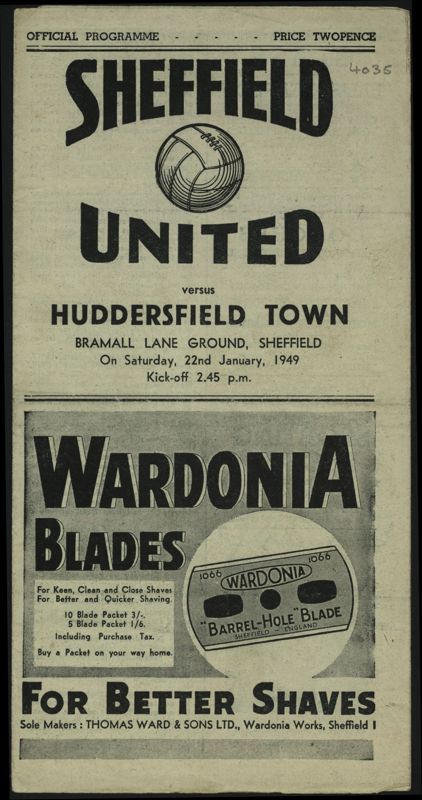 OFFICIAL PROGRAMME - - - - - PRICE TWOPENCE
4035
SHEFFIELD
UNITED
versus
HUDDERSFIELD TOWN
BRAMALL LANE GROUND, SHEFFIELD
On Saturday, 22nd January, 1949
Kick-off 2.45 p.m.
WARDONIA
BLADES
For Keen, Clean and Close Shaves
For Better and Quicker Shaving.
10 Blade Packet 3/-.
5 Blade Packet 1/6.
Including Purchase Tax.
Buy a Packet on your way home.
1066 WARDONIA 1066
"BARREL-HOLE" BLADE
SHEFFIELD - ENGLAND
FOR BETTER SHAVES
Sole Makers : THOMAS WARD & SONS LTD., Wardonia Works, Sheffield 1